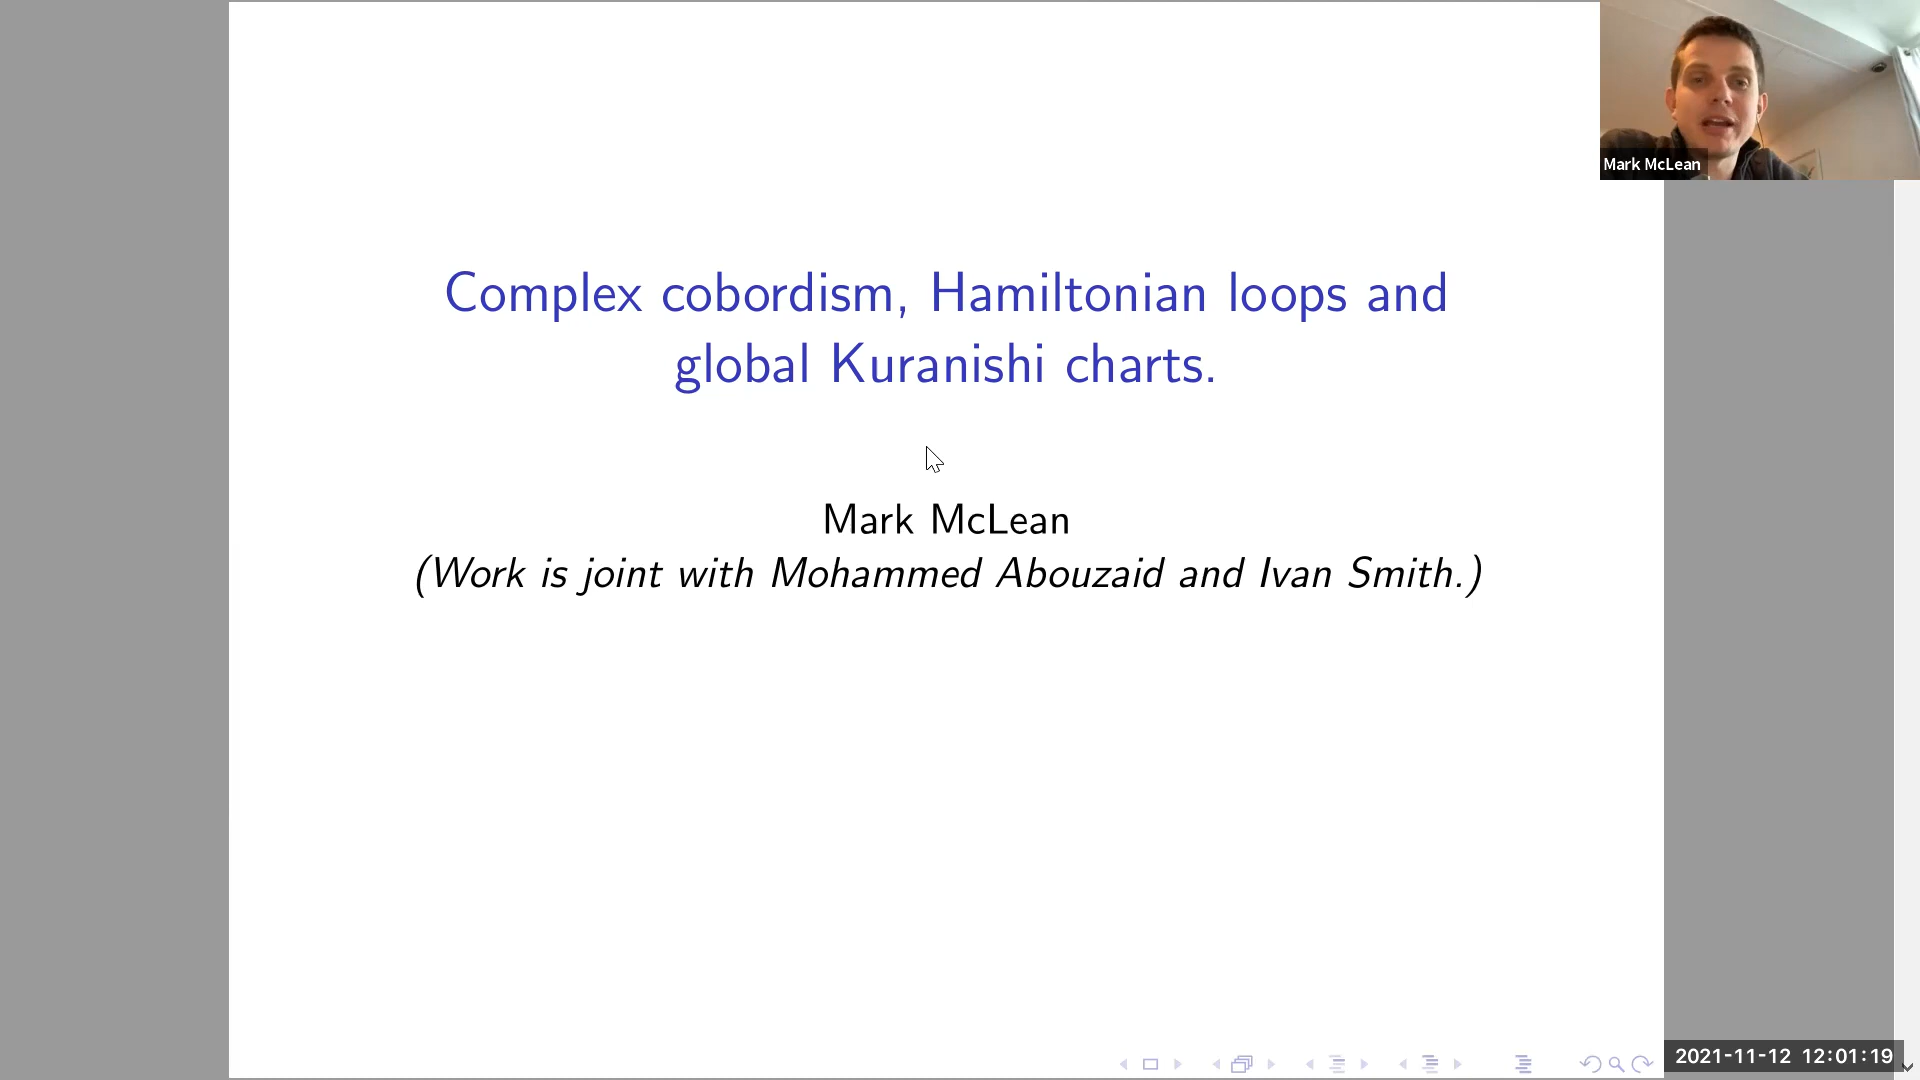 Mark McLean
Complex cobordism, Hamiltonian loops and
global Kuranishi charts.
Mark McLean
(Work is joint with Mohammed Abouzaid and Ivan Smith.)
2021-11-12 12:01:19